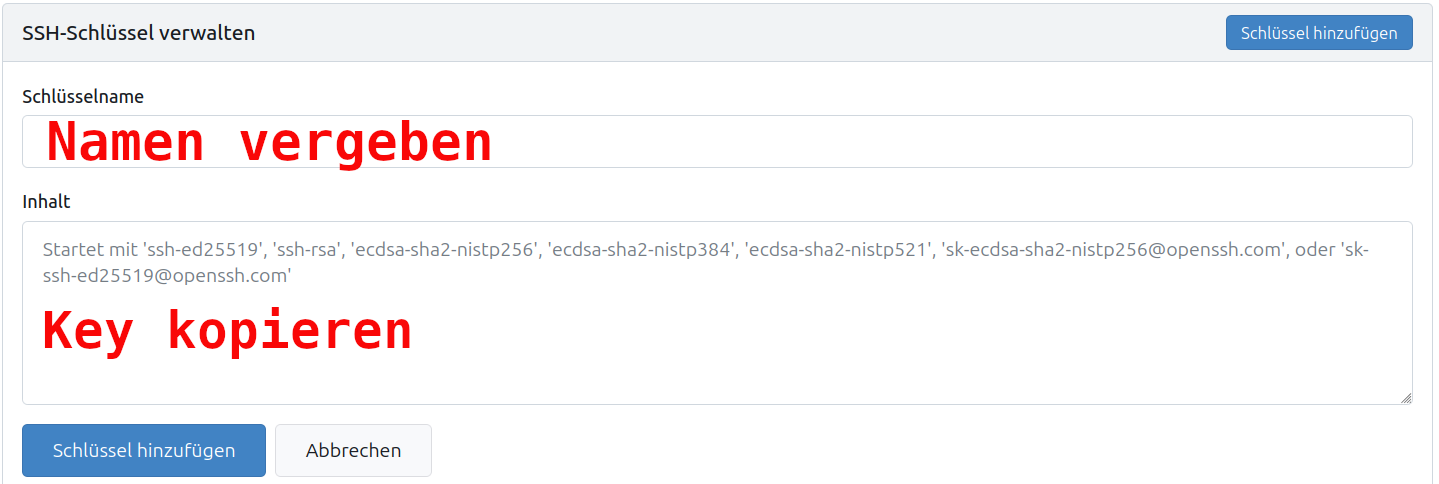 SSH-Schlüssel verwalten
Schlüssel hinzufügen
Schlüsselname
Namen vergeben
Inhalt
Startet mit 'ssh-ed25519', 'ssh-rsa', 'ecdsa-sha2-nistp256', 'ecdsa-sha2-nistp384', 'ecdsa-sha2-nistp521', 'sk-ecdsa-sha2-nistp256@openssh.com', oder 'sk-
ssh-ed25519@openssh.com'
Key kopieren
Schlüssel hinzufügen
Abbrechen